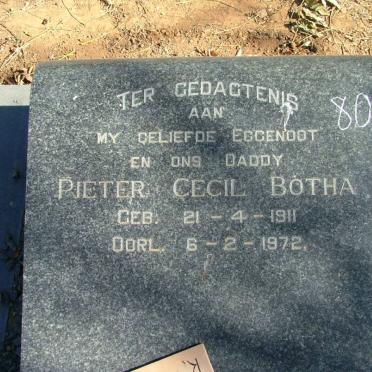 TER GEDAGTENIS
AAN
80
MY GELIEFDE EGGENOOT
EN ONS DADDY
PIETER CECIL BOTHA
GEB. 21-4-1911
OORL. 6-2-1972.
K.